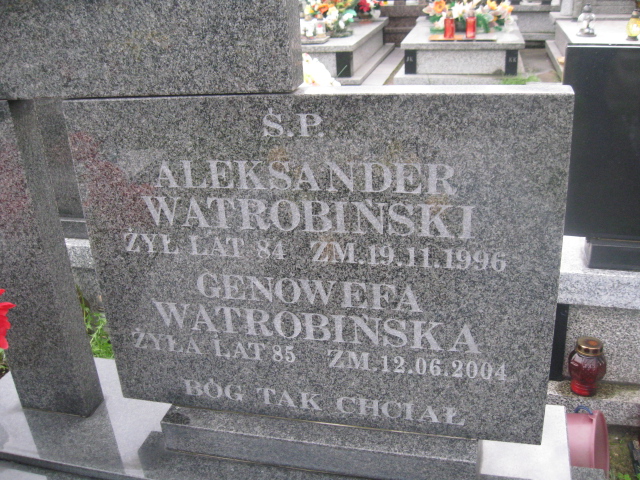 Ś.P.
ALEKSANDER
WATROBIŃSKI
ŻYŁ LAT 84 ZM.19.11.1996
GENOWEFA
WATROBIŃSKA
ŻYŁA LAT 85 ZM.12.06.2004
BÓG TAK CHCIAŁ